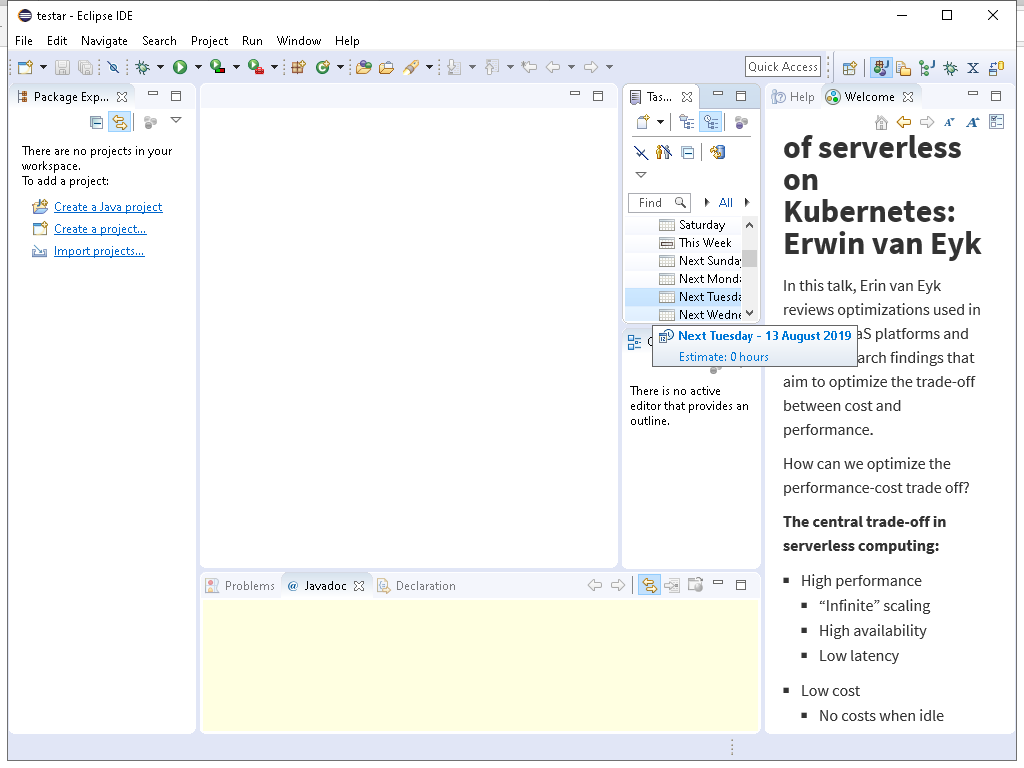 testar - Eclipse IDE
File Edit Navigate Search Project Run Window Help
Quick Access
Package Exp...
There are no projects in your
workspace.
To add a project:
Create a Java project
Create a project...
Import projects...
Tas...
Find
All
Saturday
This Week
Next Sunday
Next Monda
Next Tuesda
Next Wedne
Next Tuesday - 13 August 2019
Estimate: 0 hours
There is no active
editor that provides an
outline.
Problems
@ Javadoc
Declaration
Help
Welcome
of serverless
on
Kubernetes:
Erwin van Eyk
In this talk, Erin van Eyk
reviews optimizations used in
aS platforms and
arch findings that
aim to optimize the trade-off
between cost and
performance.
How can we optimize the
performance-cost trade off?
The central trade-off in
serverless computing:
High performance
“Infinite” scaling
High availability
Low latency
Low cost
No costs when idle